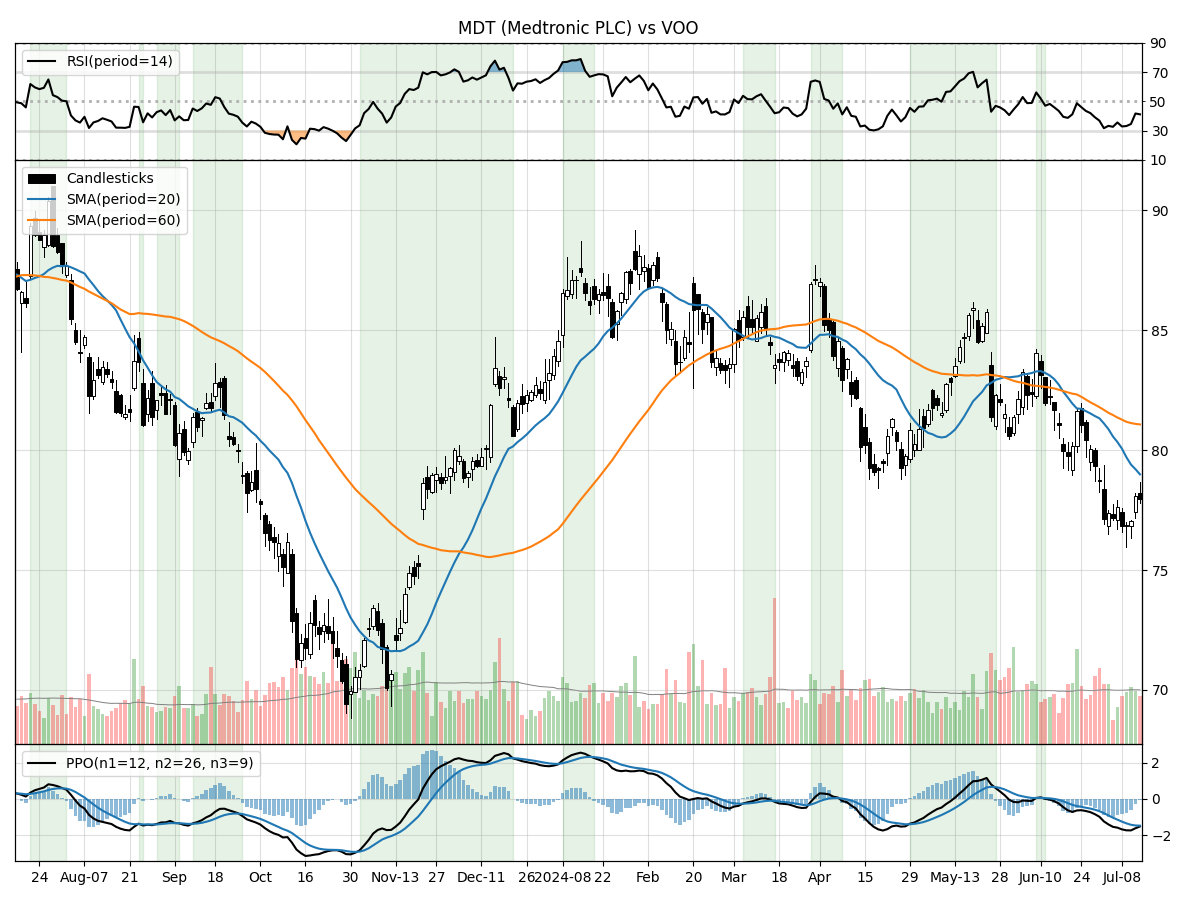 MDT (Medtronic PLC) vs VOO
RSI(period=14)
90
70
50
30
10
Candlesticks
SMA(period=20)
SMA(period=60)
90
85
80
75
70
PPO(n1=12, n2=26, n3=9)
2
0
−2
24 Aug-07 21 Sep 18 Oct 16 30 Nov-13 27 Dec-11 26 2024-08 22 Feb 20 Mar 18 Apr 15 29 May-13 28 Jun-10 24 Jul-08